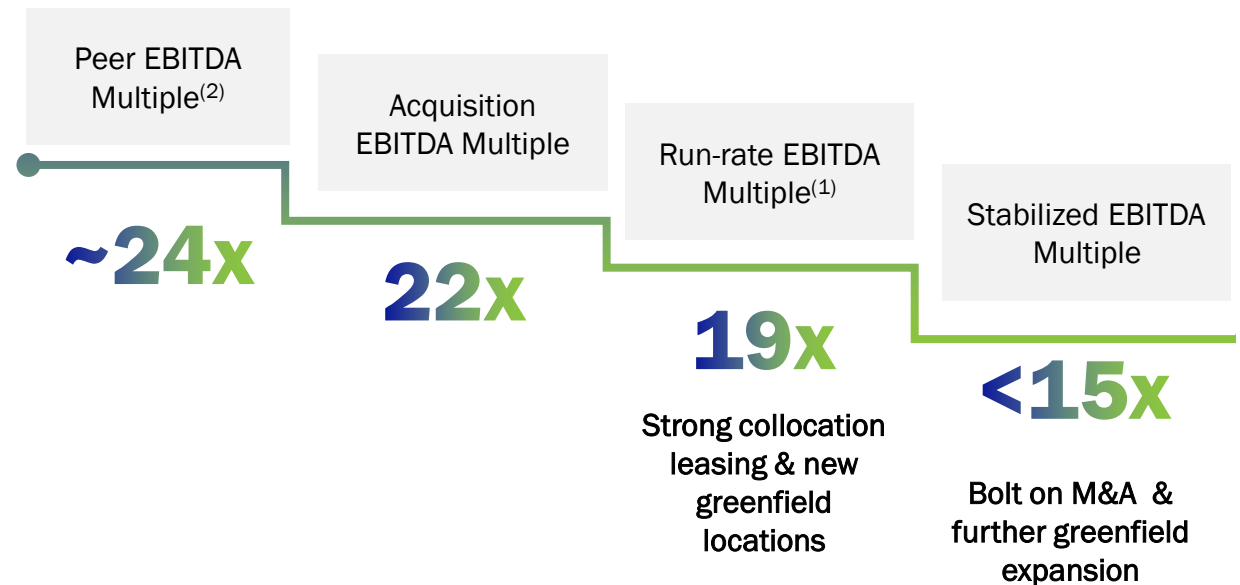 Peer EBITDA
Multiple(2)
~24x
Acquisition
EBITDA Multiple
22x
Run-rate EBITDA
Multiple(1)
19x
Strong collocation
leasing & new
greenfield
locations
Stabilized EBITDA
Multiple
<15x
Bolt on M&A &
further greenfield
expansion